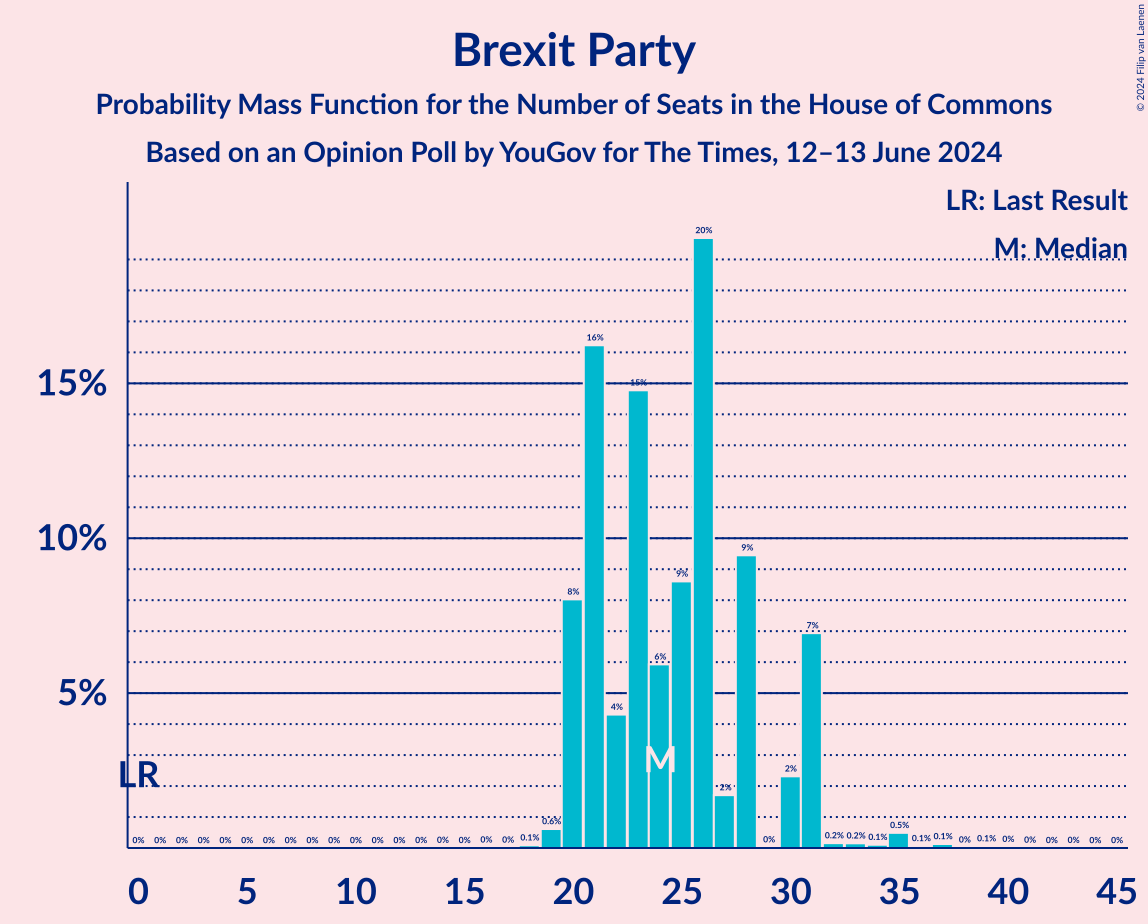 Brexit Party
Probability Mass Function for the Number of Seats in the House of Commons
Based on an Opinion Poll by YouGov for The Times, 12–13 June 2024
© 2024 Filip van Laenen
LR: Last Result
M: Median
15%
10%
5%
LR
M
0% 0% 0% 0% 0% 0% 0% 0% 0% 0% 0% 0% 0% 0% 0% 0% 0% 0% 0.1% 0.6% 8% 16% 4% 15% 6% 9% 20% 2% 9% 0% 2% 7% 0.2% 0.2% 0.1% 0.5% 0.1% 0.1% 0% 0.1% 0% 0% 0% 0% 0% 0%
0 5 10 15 20 25 30 35 40 45